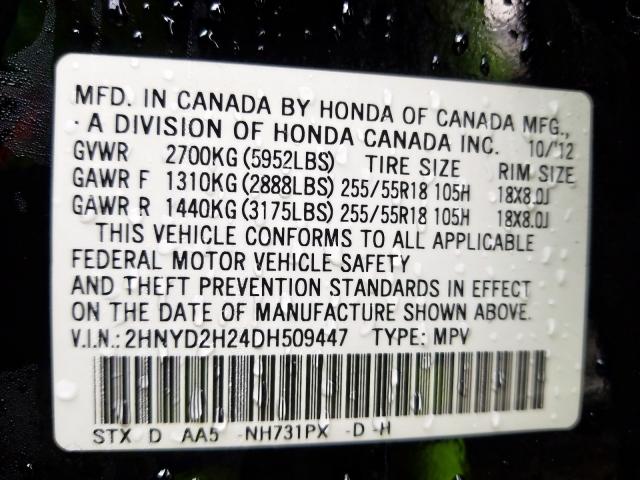 MFD. IN CANADA BY HONDA OF CANADA MFG.,
· A DIVISION OF HONDA CANADA INC. 10/'12
GVWR 2700KG (5952LBS) TIRE SIZE RIM SIZE
GAWR F 1310KG (2888LBS) 255/55R18 105H 18X8.0J
GAWR R 1440KG (3175LBS) 255/55R18 105H 18X8.0J
THIS VEHICLE CONFORMS TO ALL APPLICABLE
FEDERAL MOTOR VEHICLE SAFETY
AND THEFT PREVENTION STANDARDS IN EFFECT
ON THE DATE OF MANUFACTURE SHOWN ABOVE.
V.I.N.: 2HNYD2H24DH509447 TYPE: MPV
STX D AA5 -NH731PX -D -H